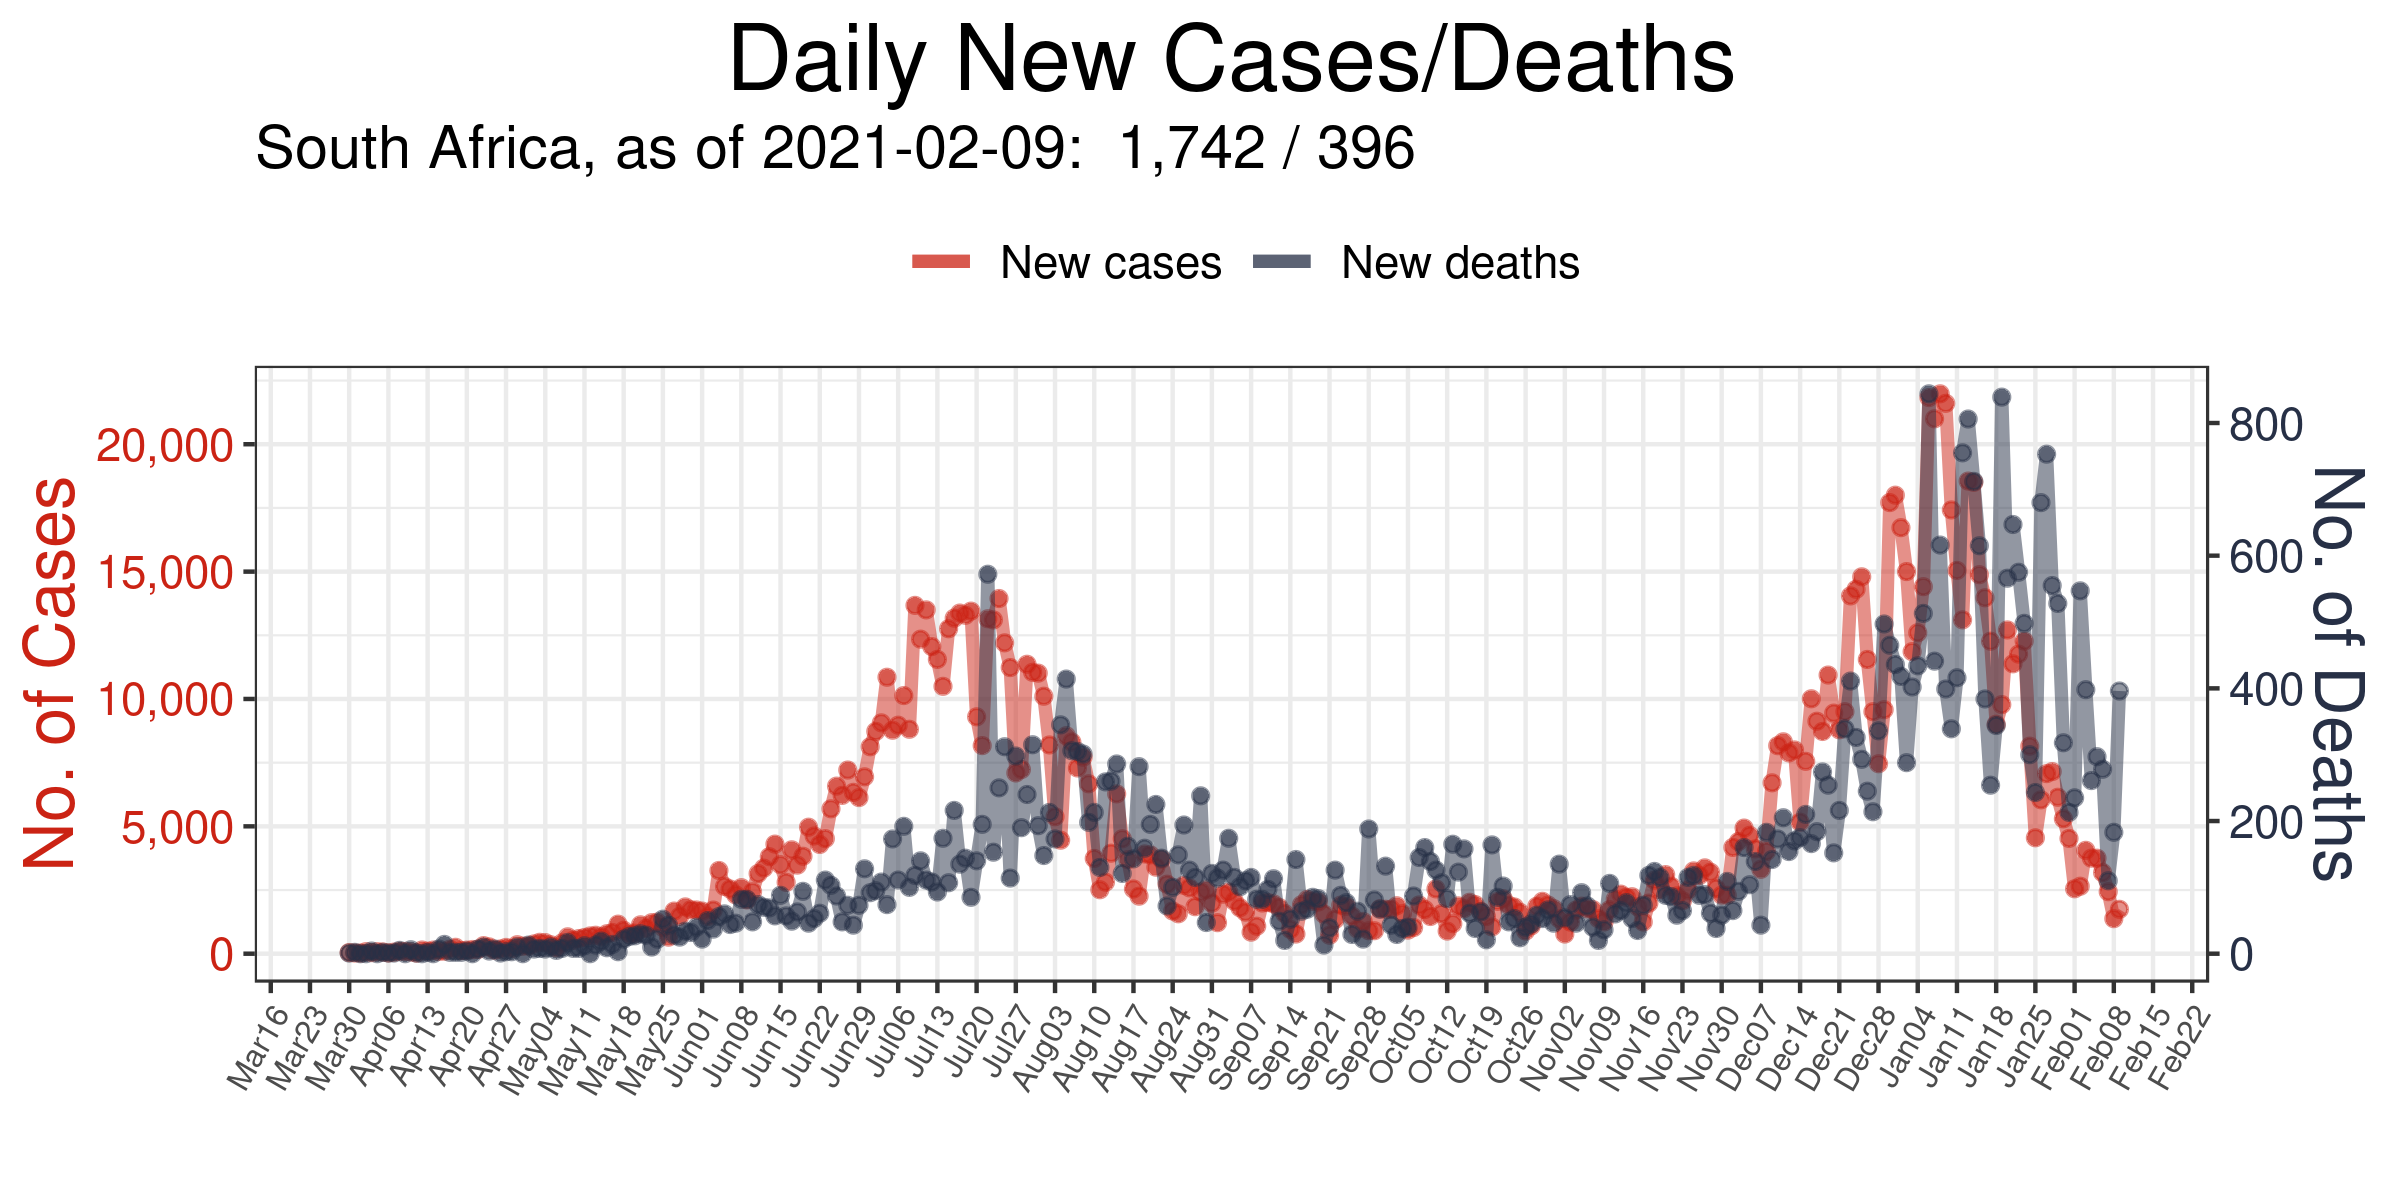 Daily New Cases/Deaths
South Africa, as of 2021-02-09:  1,742 / 396
New cases New deaths
No. of Cases
20,000
15,000
10,000
5,000
0
800
600
400
200
0
No. of Deaths
Mar16 Mar23 Mar30 Apr06 Apr13 Apr20 Apr27 May04 May11 May18 May25 Jun01 Jun08 Jun15 Jun22 Jun29 Jul06 Jul13 Jul20 Jul27 Aug03 Aug10 Aug17 Aug24 Aug31 Sep07 Sep14 Sep21 Sep28 Oct05 Oct12 Oct19 Oct26 Nov02 Nov09 Nov16 Nov23 Nov30 Dec07 Dec14 Dec21 Dec28 Jan04 Jan11 Jan18 Jan25 Feb01 Feb08 Feb15 Feb22